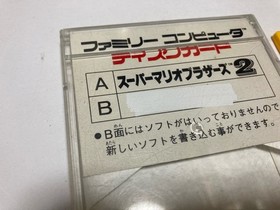 ファミリー コンピュータ
ディスクカード
A スーパーマリオブラザーズ2
B
●B面にはソフトがはいっておりませんので
新しいソフトを書き込む事ができます。